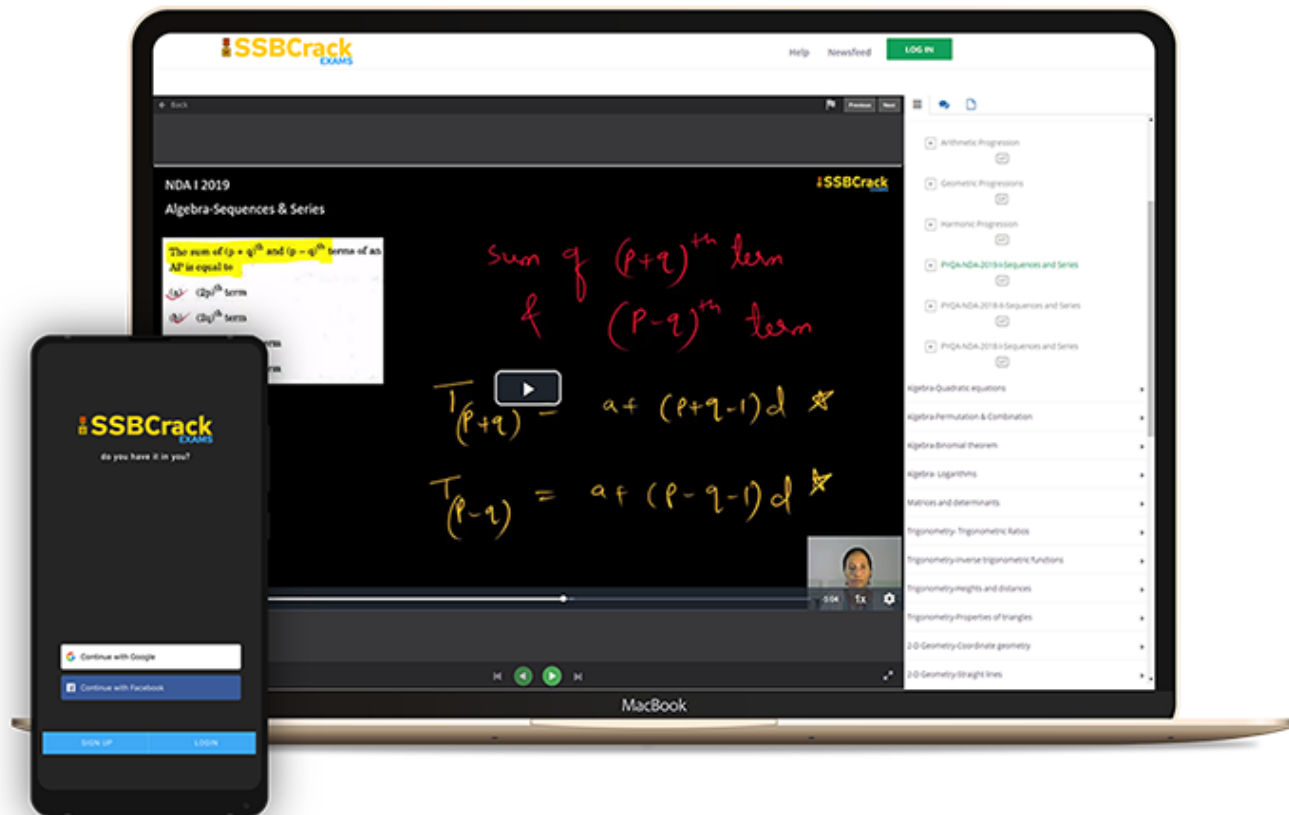 SSBCrack
EXAMS
Help Newsfeed LOG IN
Back
Previous Next
NDA I 2019
Algebra-Sequences & Series
SSBCrack
EXAMS
The sum of (p + q)th and (p – q)th terms of an
AP is equal to
(a) (2p)th term
(b) (2q)th term
erm
rm
sum of (p+q)th term
& (p-q)th term
T(p+q) = a+ (p+q-1)d
T(p-q) = a+ (p-q-1)d
-0:04 1x
Arithmetic Progression
Geometric Progressions
Harmonic Progression
PYQA-NDA-2019-I-Sequences and Series
PYQA-NDA-2018-II-Sequences and Series
PYQA-NDA-2018-I-Sequences and Series
Algebra-Quadratic equations
Algebra-Permutation & Combination
Algebra-Binomial theorem
Algebra- Logarithms
Matrices and determinants
Trigonometry- Trigonometric Ratios
Trigonometry-Inverse trigonometric functions
Trigonometry-Heights and distances
Trigonometry-Properties of triangles
2-D Geometry-Coordinate geometry
2-D Geometry-Straight lines
MacBook
SSBCrack
EXAMS
do you have it in you?
Continue with Google
Continue with Facebook
SIGN UP LOGIN